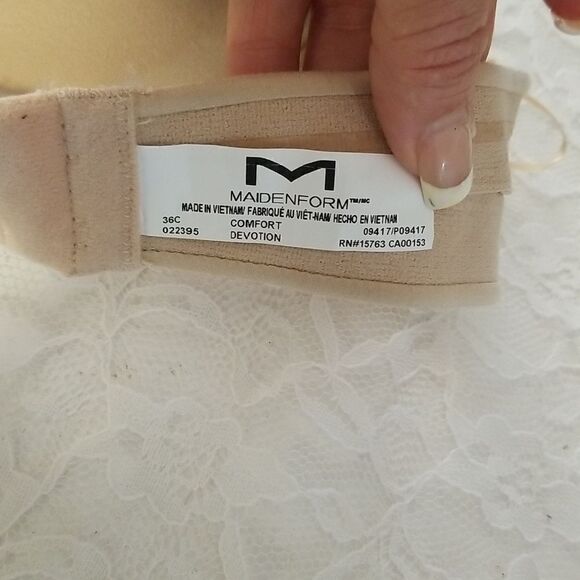 M
MAIDENFORM™/MC
MADE IN VIETNAM/ FABRIQUÉ AU VIÊT-NAM/ HECHO EN VIETNAM
36C COMFORT 09417/P09417
022395 DEVOTION RN#15763 CA00153